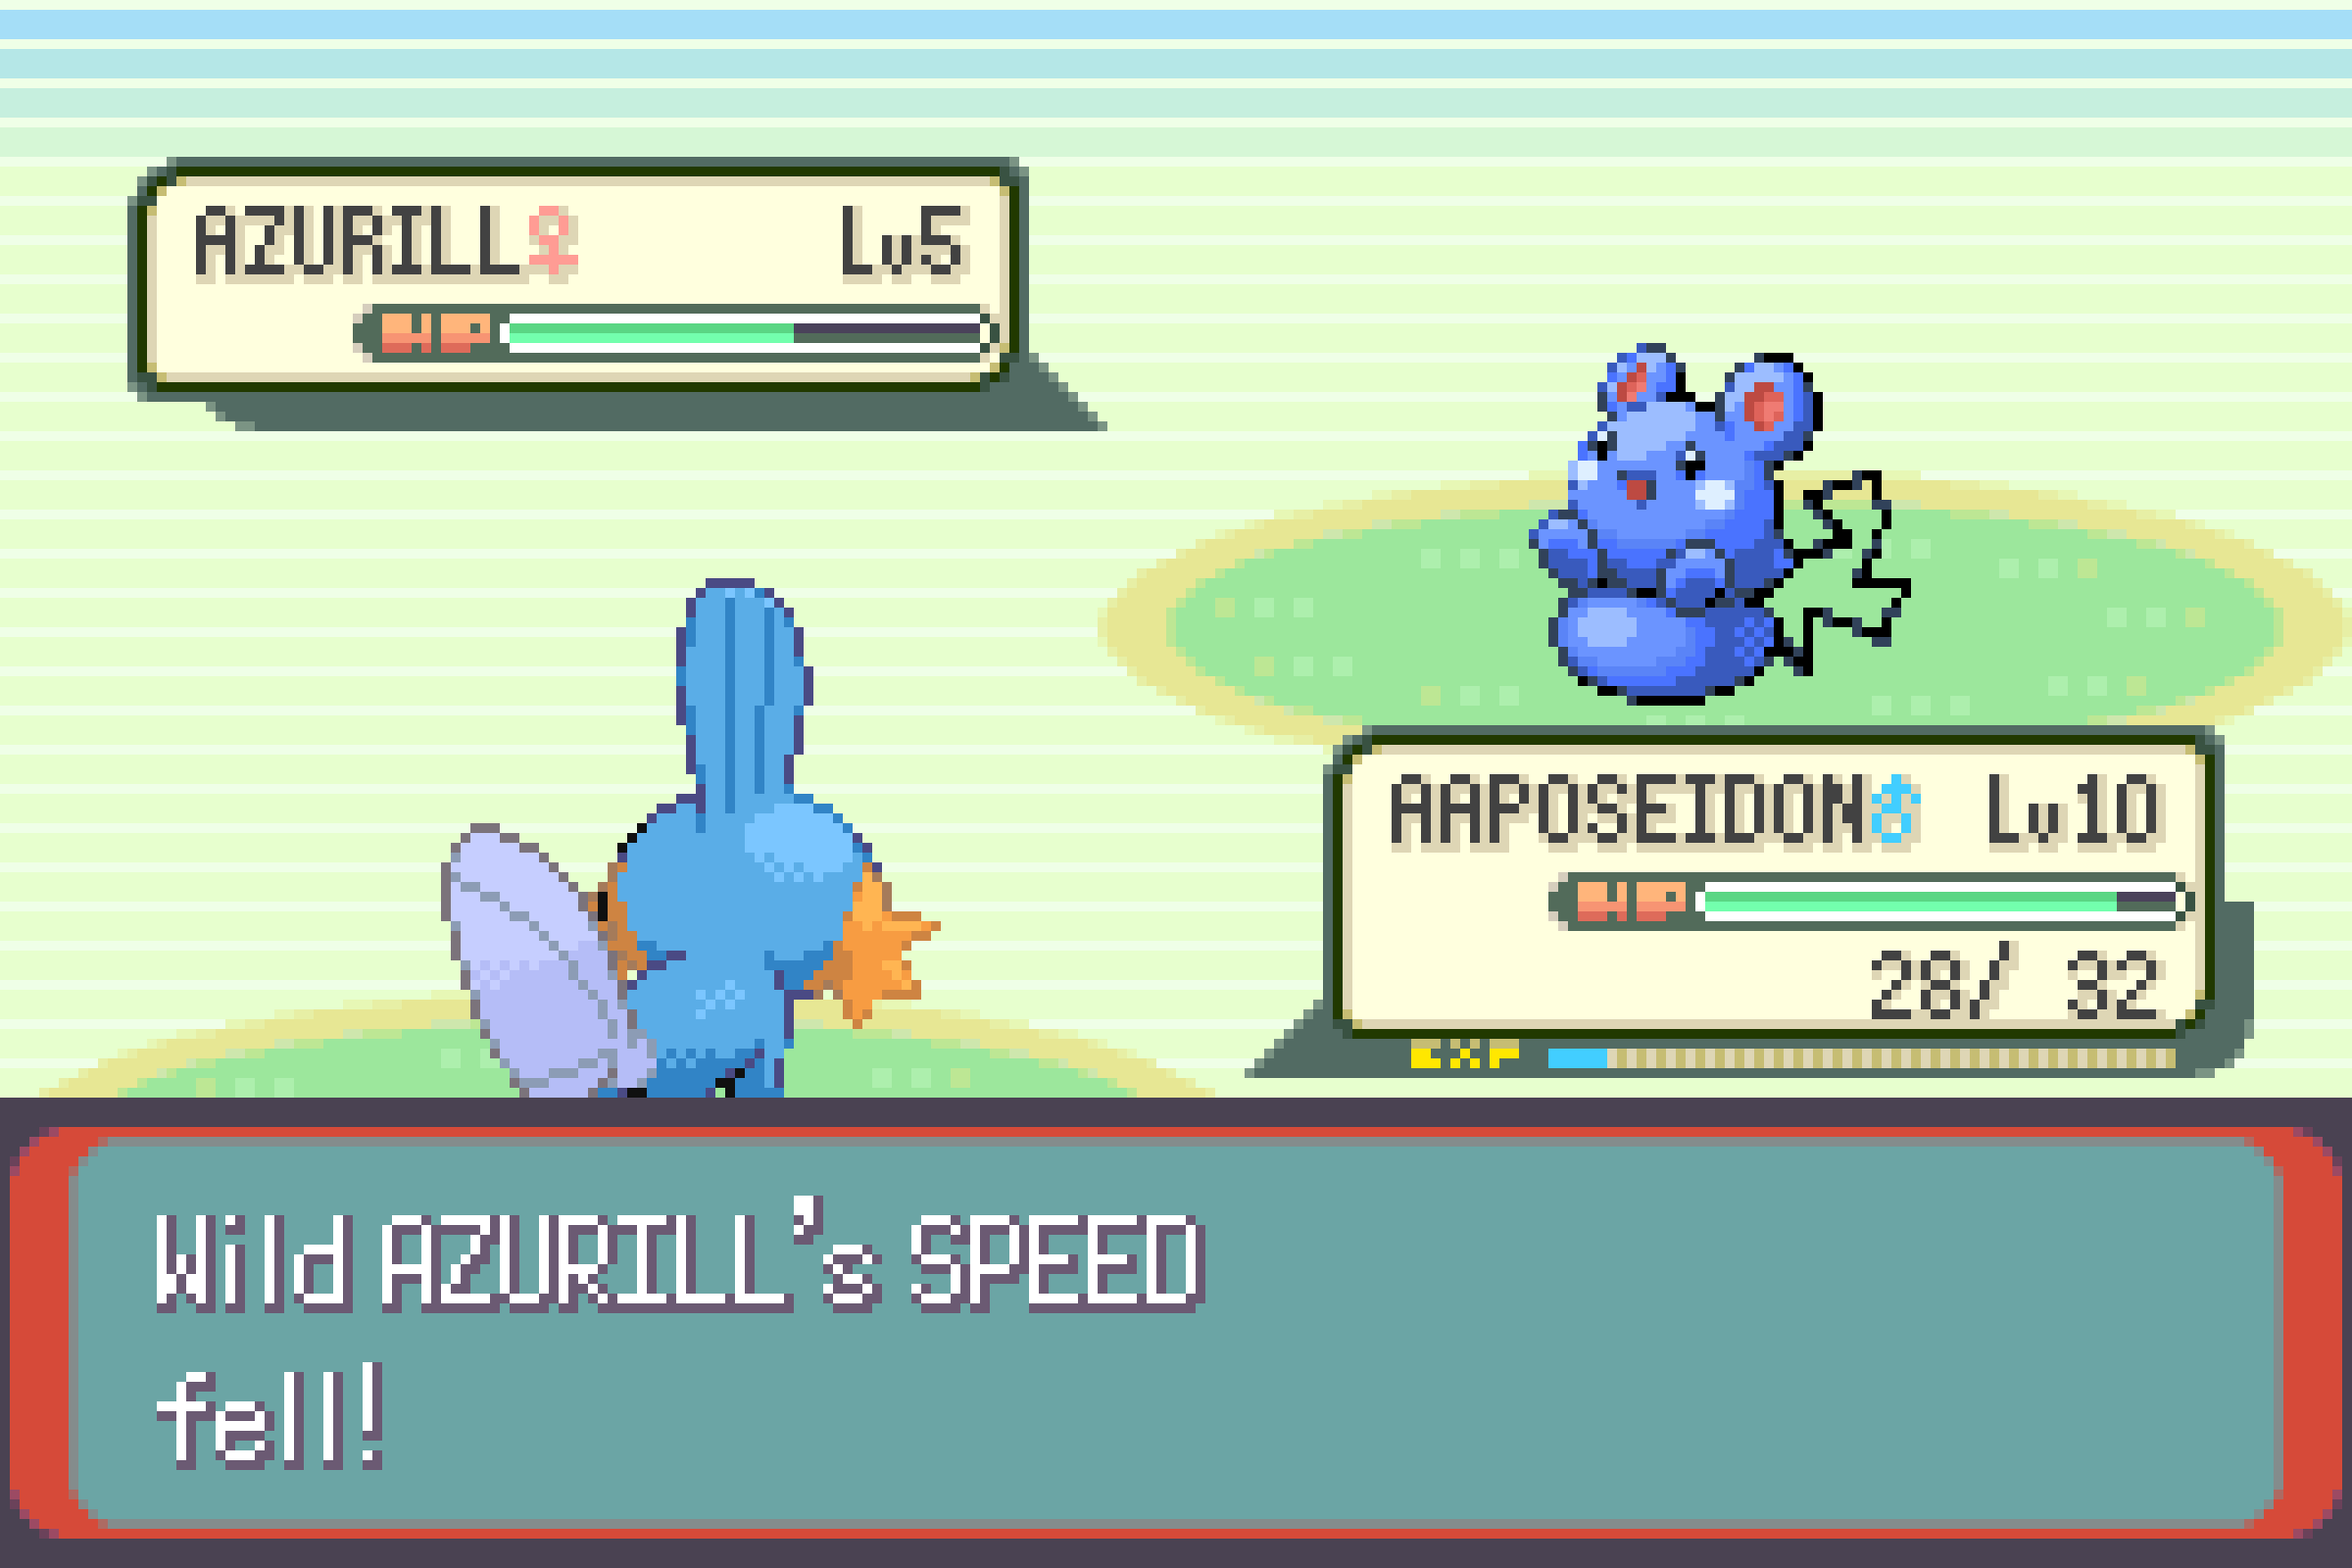 AZURILL♀ Lv5
HP
AAPOSEIDON♂ Lv10
HP
28/ 32
EXP
Wild AZURILL's SPEED
fell!